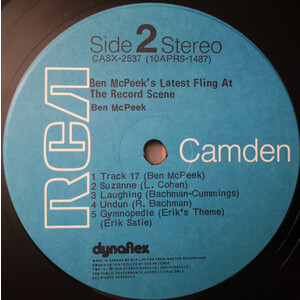 Side 2 Stereo
CASX-2537 (10APRS-1487)
Ben McPeek's Latest Fling At
The Record Scene
Ben McPeek
RCA
Camden
1 Track 17 (Ben McPeek)
2 Suzanne (L. Cohen)
3 Laughing (Bachman-Cummings)
4 Undun (R. Bachman)
5 Gymnopedie (Erik's Theme)
(Erik Satie)
dynaflex